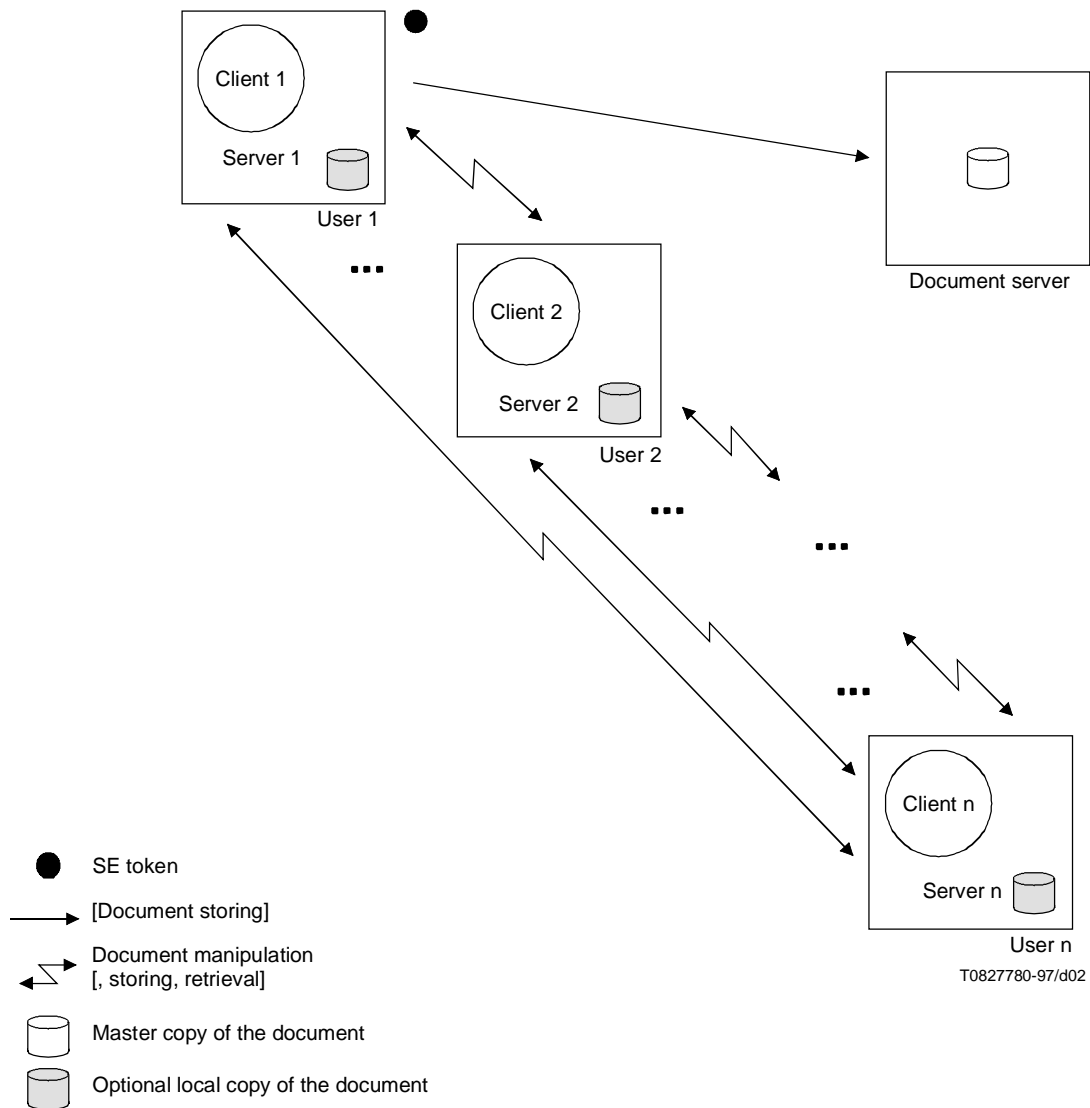 Client 1
Server 1
User 1
Document server
Client 2
Server 2
User 2
Client n
Server n
User n
T0827780-97/d02
SE token
[Document storing]
Document manipulation
[, storing, retrieval]
Master copy of the document
Optional local copy of the document